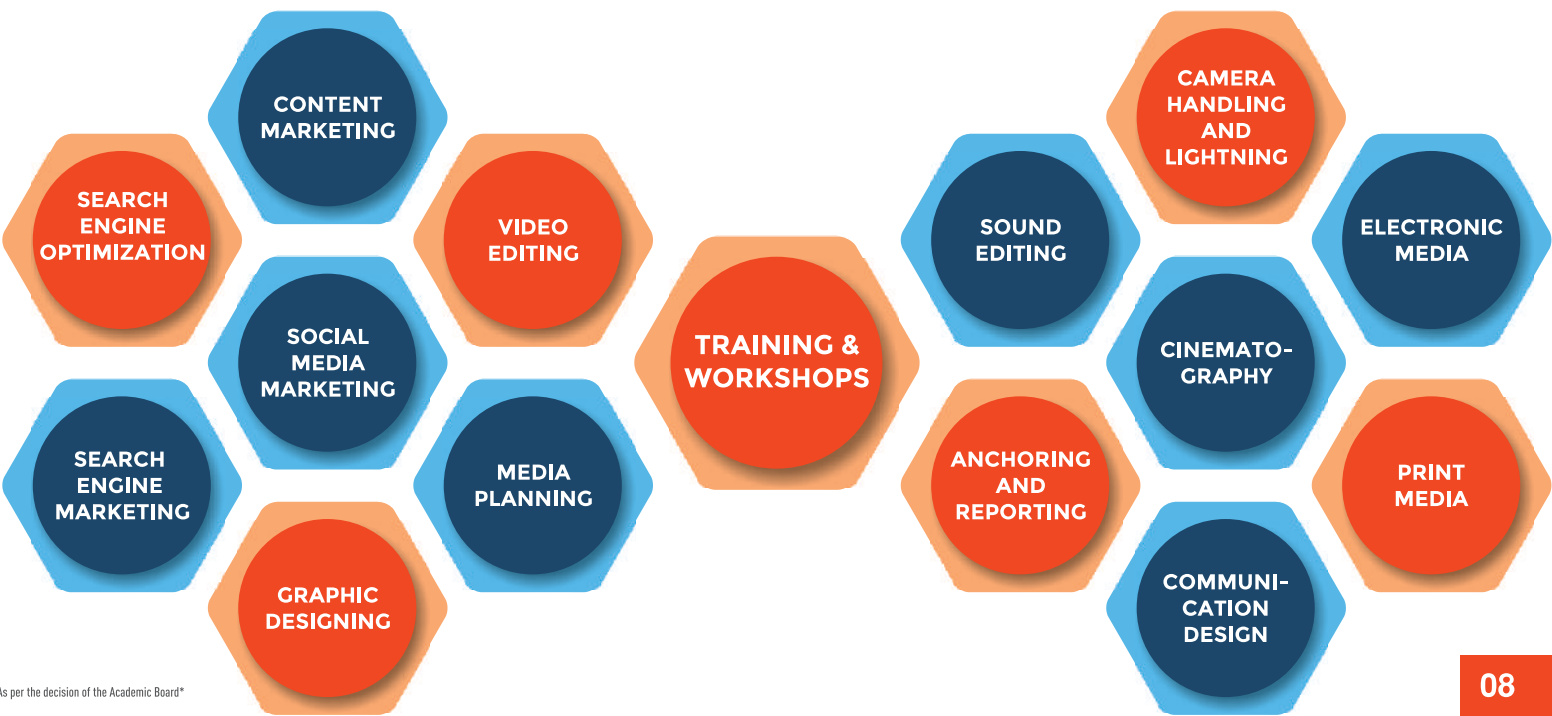 CONTENT
MARKETING
SEARCH
ENGINE
OPTIMIZATION
VIDEO
EDITING
SOCIAL
MEDIA
MARKETING
SEARCH
ENGINE
MARKETING
MEDIA
PLANNING
GRAPHIC
DESIGNING
TRAINING &
WORKSHOPS
CAMERA
HANDLING
AND
LIGHTNING
SOUND
EDITING
ELECTRONIC
MEDIA
CINEMATO-
GRAPHY
ANCHORING
AND
REPORTING
PRINT
MEDIA
COMMUNI-
CATION
DESIGN
As per the decision of the Academic Board*
08